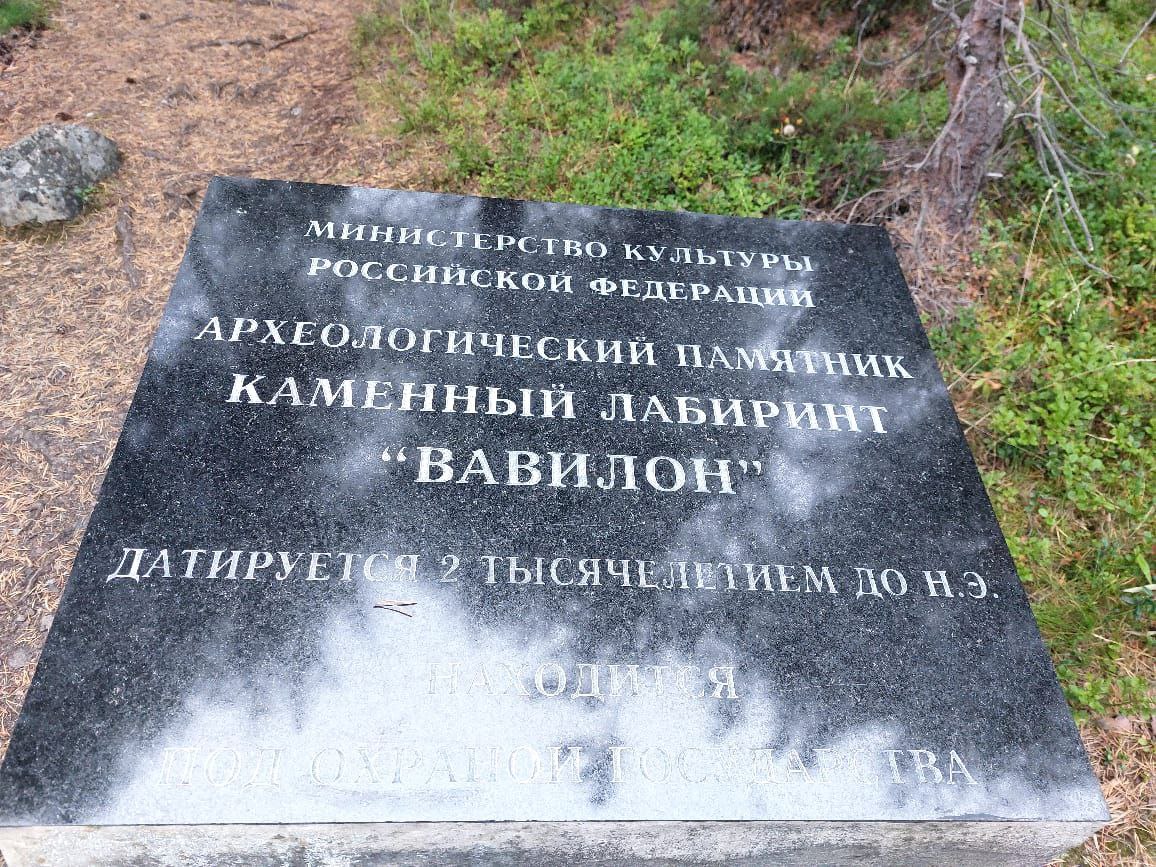 МИНИСТЕРСТВО КУЛЬТУРЫ
РОССИЙСКОЙ ФЕДЕРАЦИИ
АРХЕОЛОГИЧЕСКИЙ ПАМЯТНИК
КАМЕННЫЙ ЛАБИРИНТ
“ВАВИЛОН”
ДАТИРУЕТСЯ 2 ТЫСЯЧЕЛЕТИЕМ ДО Н.Э.
НАХОДИТСЯ
ПОД ОХРАНОЙ ГОСУДАРСТВА